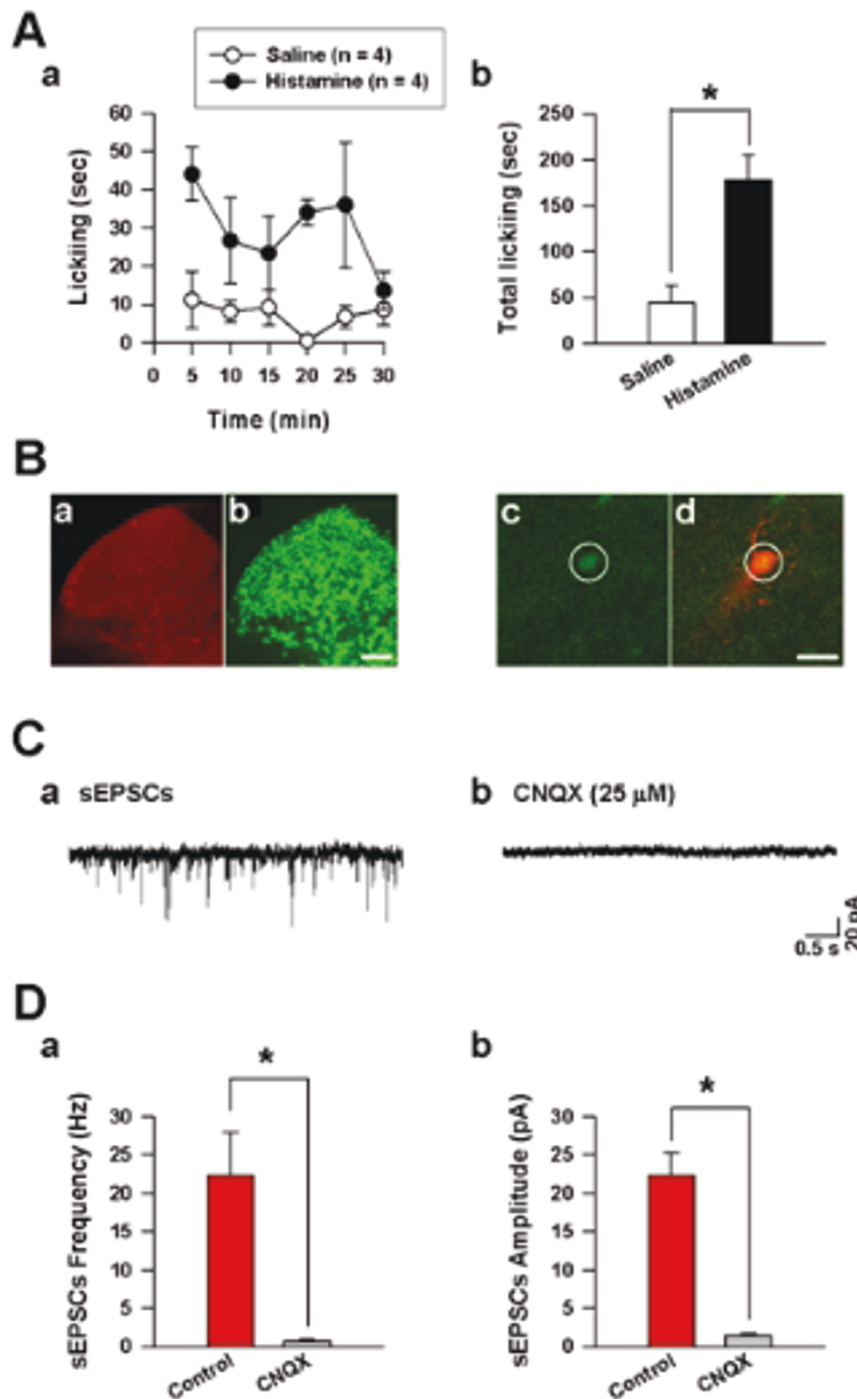 A
Saline (n = 4)
Histamine (n = 4)
a
b
60
50
40
30
20
10
0
Lickiing (sec)
0 5 10 15 20 25 30
Time (min)
*
250
200
150
100
50
0
Total lickiing (sec)
Saline
Histamine
B
a
b
c
d
C
a sEPSCs
b CNQX (25 µM)
0.5 s
20 pA
D
a
b
*
30
25
20
15
10
5
0
sEPSCs Frequency (Hz)
Control
CNQX
*
30
25
20
15
10
5
0
sEPSCs Amplitude (pA)
Control
CNQX